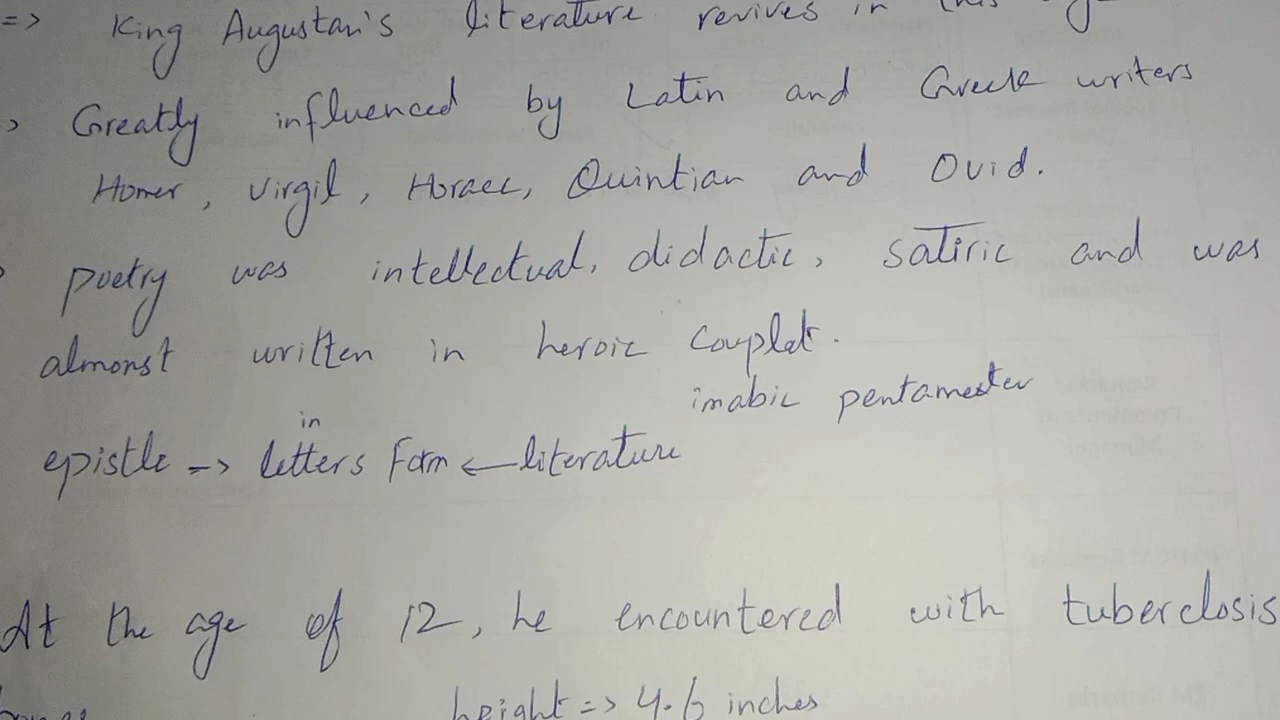 => King Augustan's literature revives in this
Greatly influenced by Latin and Greek writers
Homer, Virgil, Horace, Quintian and Ovid.
poetry was intellectual, didactic, satiric and was
almonst written in heroic couplet.
imabic pentamester
in
epistle => letters Form <- literature
At the age of 12, he encountered with tuberclosis
height => 4.6 inches